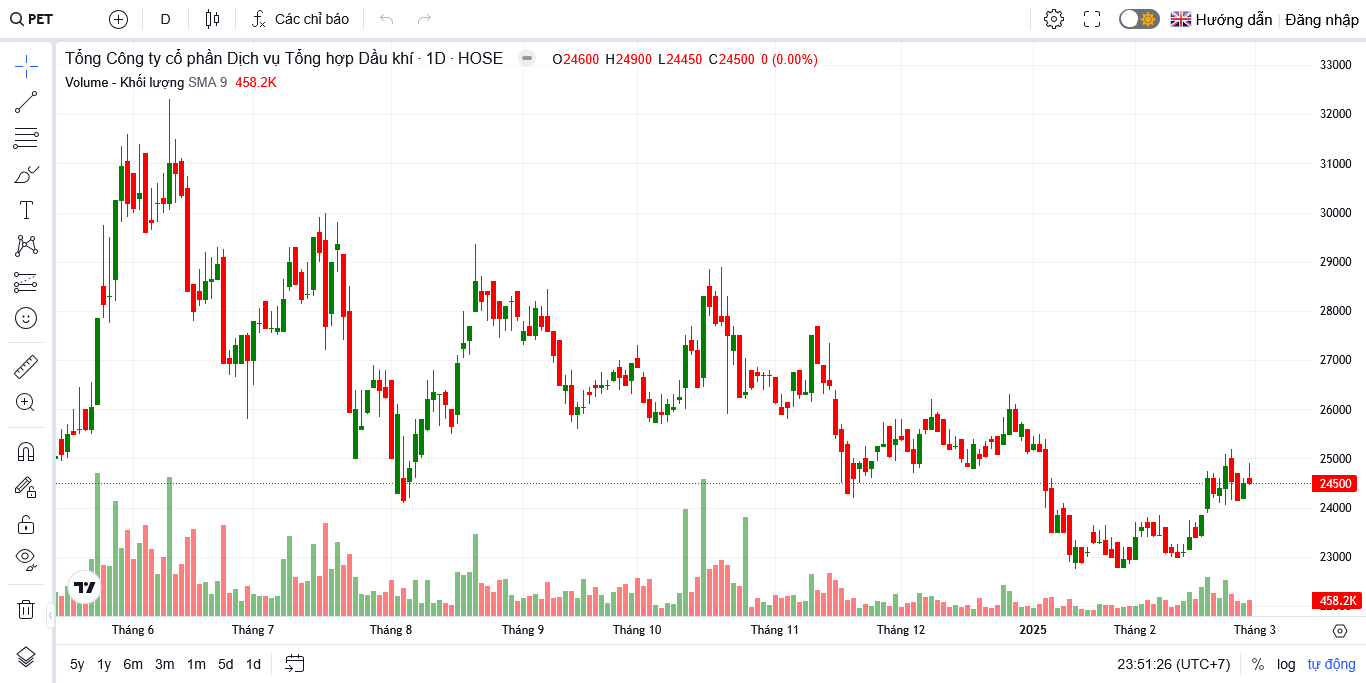 PET D Các chỉ báo Hướng dẫn Đăng nhập
Tổng Công ty cổ phần Dịch vụ Tổng hợp Dầu khí · 1D · HOSE O24600 H24900 L24450 C24500 0 (0.00%)
Volume - Khối lượng SMA 9 458.2K
33000
32000
31000
30000
29000
28000
27000
26000
25000
24500
24000
23000
458.2K
Tháng 6 Tháng 7 Tháng 8 Tháng 9 Tháng 10 Tháng 11 Tháng 12 2025 Tháng 2 Tháng 3
5y 1y 6m 3m 1m 5d 1d 23:51:26 (UTC+7) % log tự động